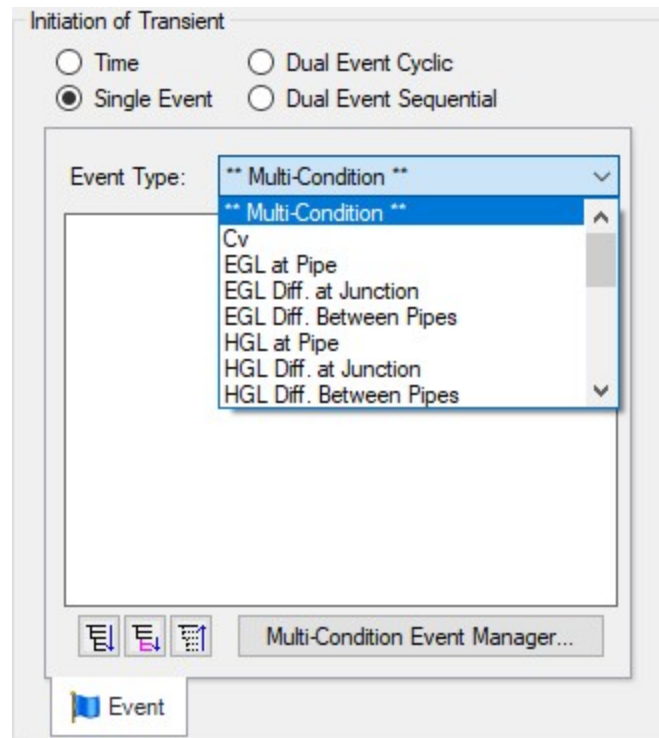 Initiation of Transient
Time
Dual Event Cyclic
Single Event
Dual Event Sequential
Event Type:
** Multi-Condition **
** Multi-Condition **
Cv
EGL at Pipe
EGL Diff. at Junction
EGL Diff. Between Pipes
HGL at Pipe
HGL Diff. at Junction
HGL Diff. Between Pipes
Multi-Condition Event Manager...
Event